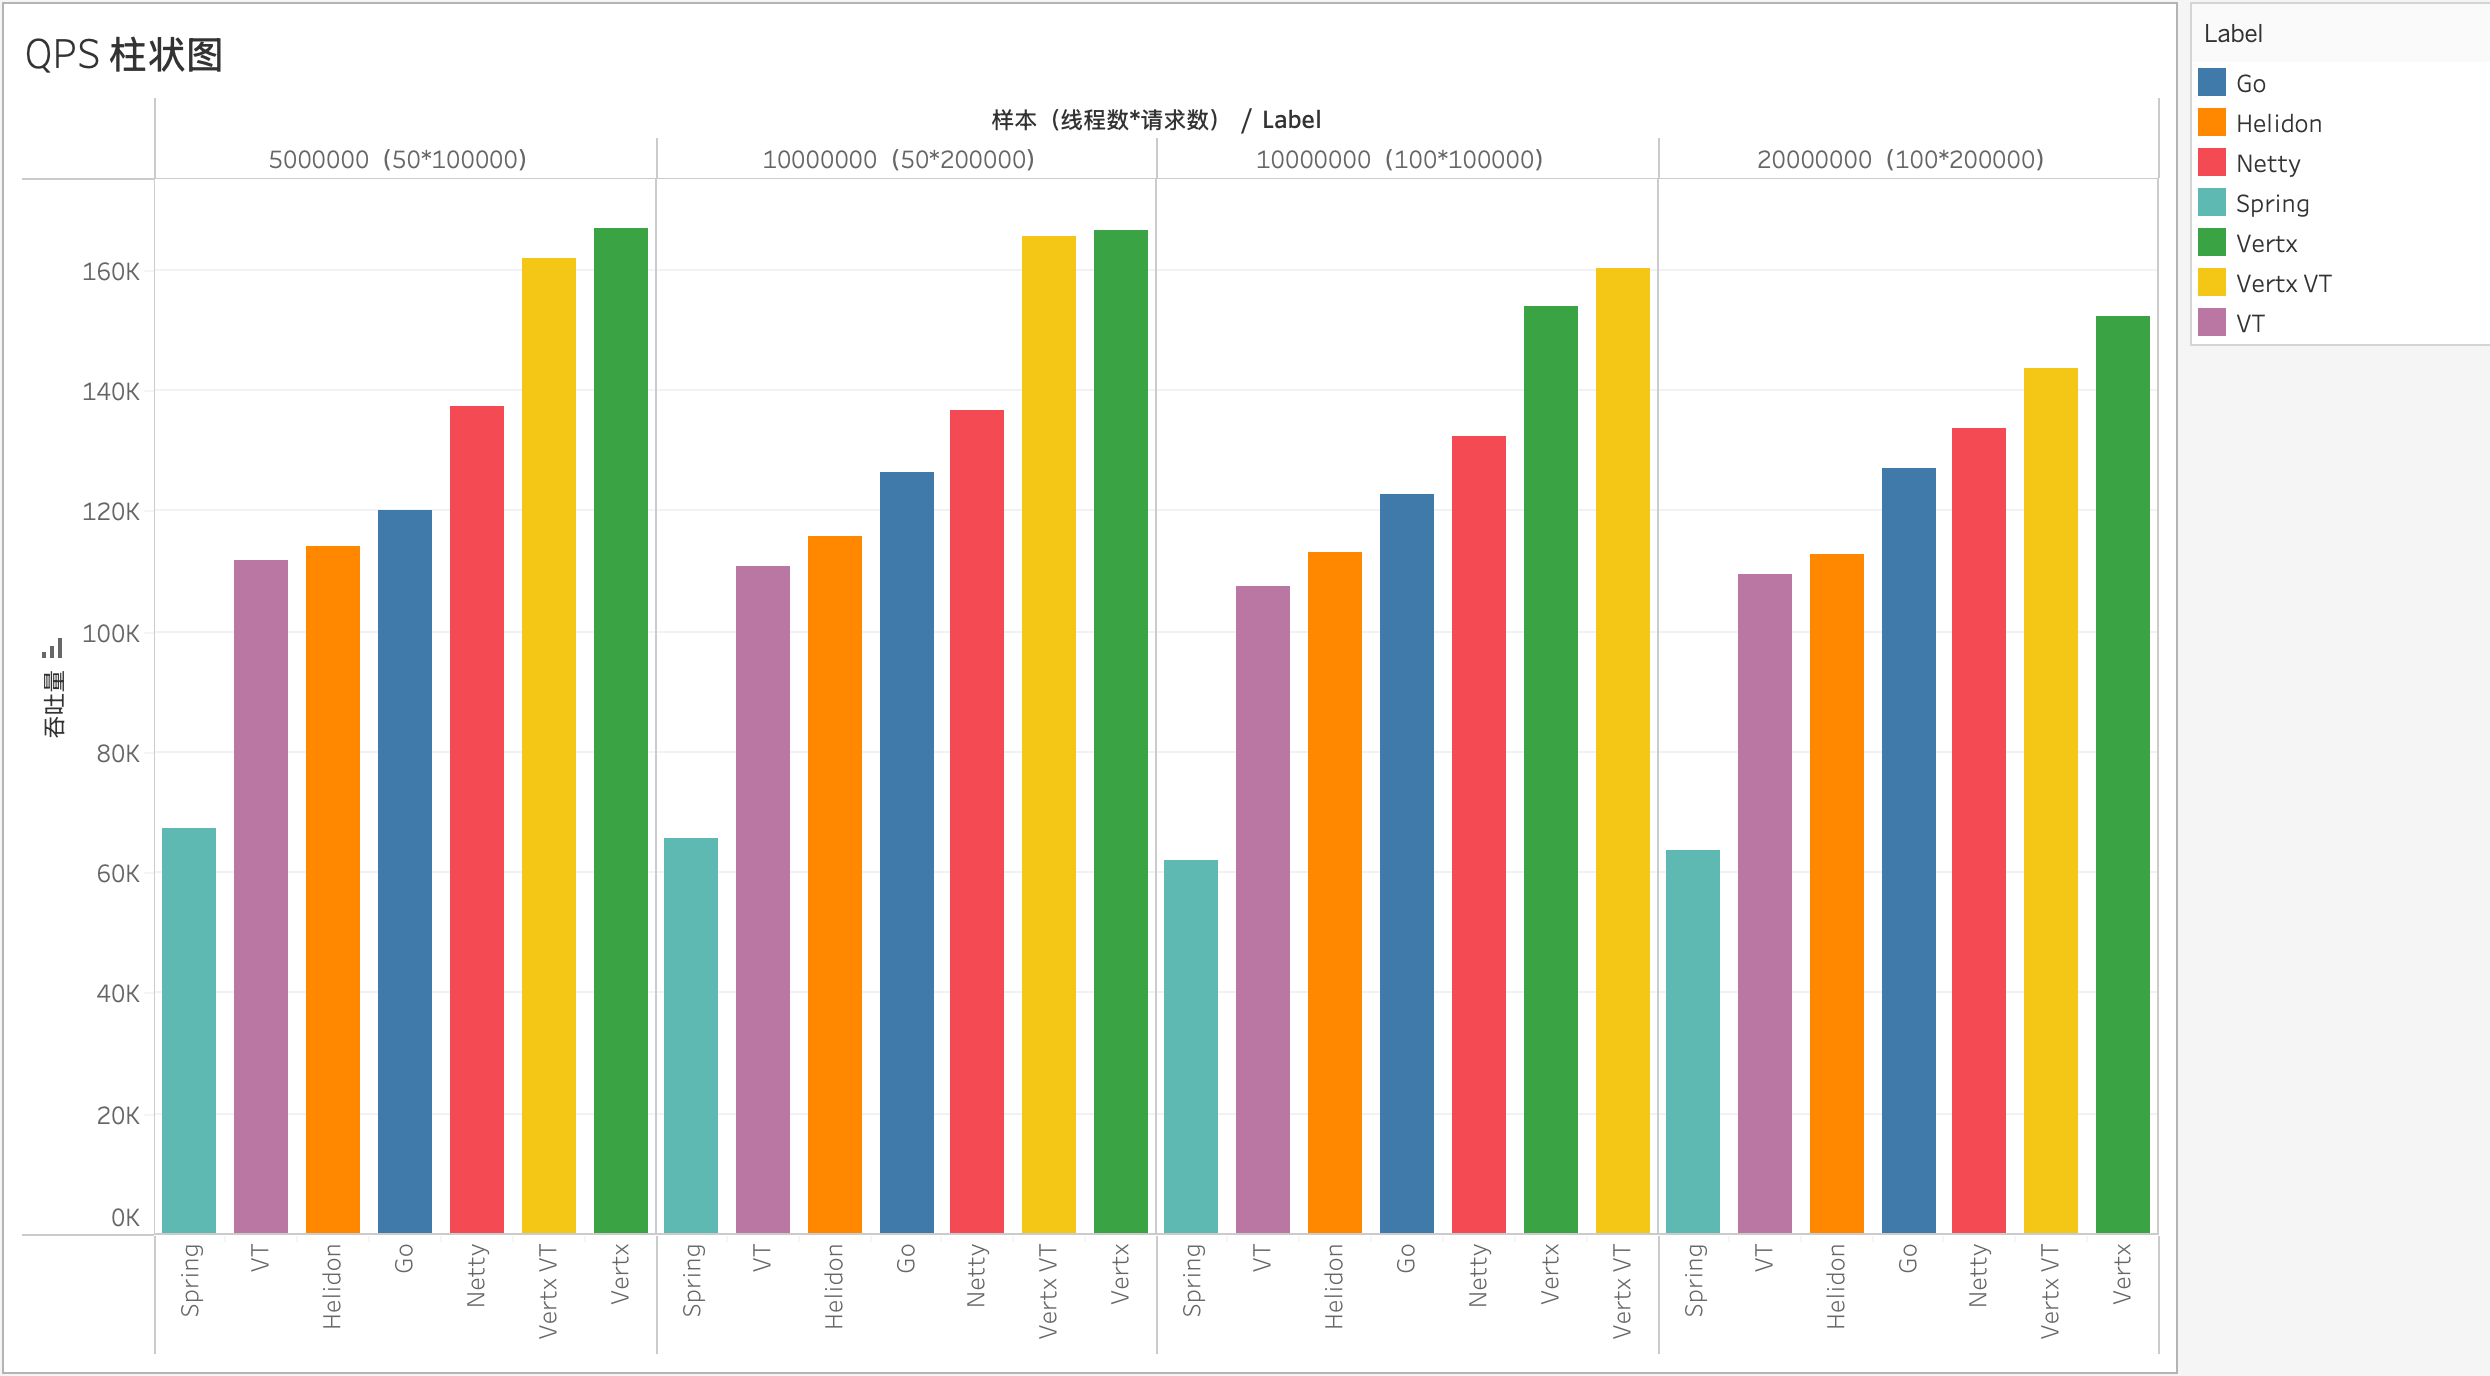 QPS 柱状图
样本（线程数*请求数） / Label
5000000 (50*100000)
10000000 (50*200000)
10000000 (100*100000)
20000000 (100*200000)
160K
140K
120K
100K
80K
60K
40K
20K
0K
吞吐量
Spring
VT
Helidon
Go
Netty
Vertx VT
Vertx
Spring
VT
Helidon
Go
Netty
Vertx VT
Vertx
Spring
VT
Helidon
Go
Netty
Vertx
Vertx VT
Spring
VT
Helidon
Go
Netty
Vertx VT
Vertx
Label
Go
Helidon
Netty
Spring
Vertx
Vertx VT
VT